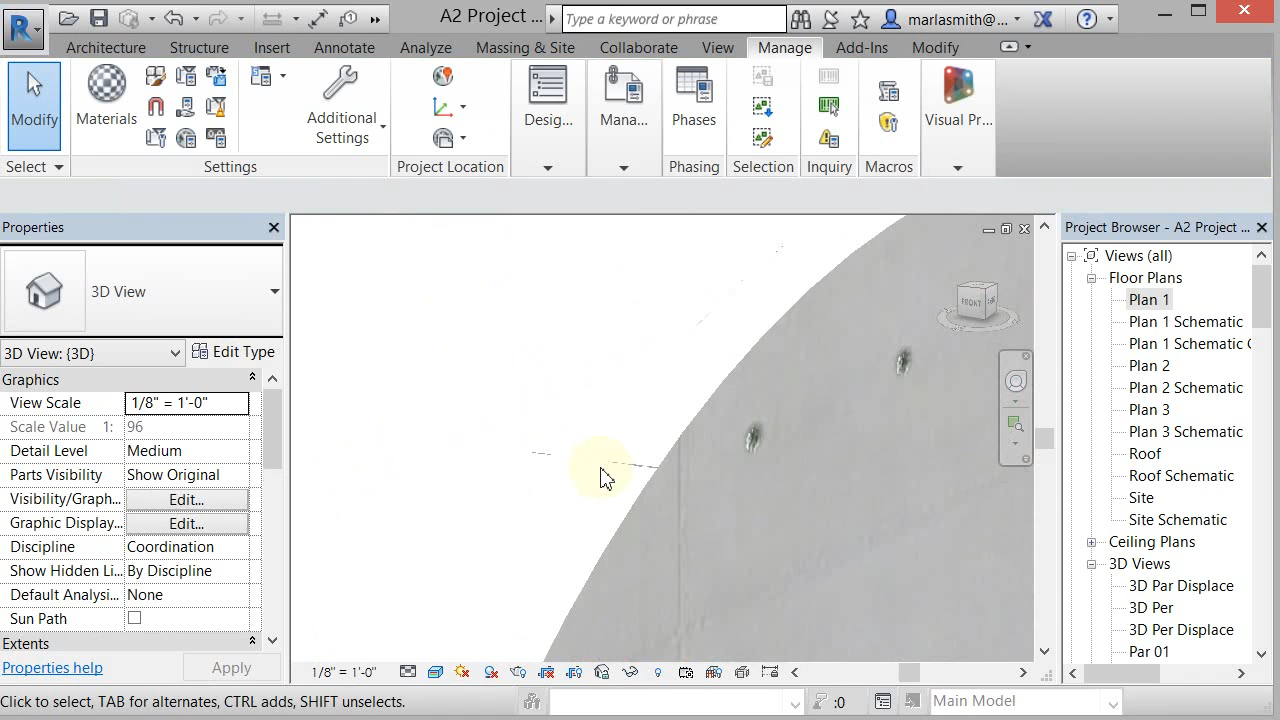 A2 Project ...
Type a keyword or phrase
marlasmith@...
Architecture Structure Insert Annotate Analyze Massing & Site Collaborate View Manage Add-Ins Modify
Modify
Materials
Additional
Settings
Desig...
Mana...
Phases
Visual Pr...
Select
Settings
Project Location
Phasing
Selection
Inquiry
Macros
Properties
3D View
3D View: {3D}
Edit Type
Graphics
View Scale 1/8" = 1'-0"
Scale Value 1: 96
Detail Level Medium
Parts Visibility Show Original
Visibility/Graph... Edit...
Graphic Display... Edit...
Discipline Coordination
Show Hidden Li... By Discipline
Default Analysi... None
Sun Path
Extents
Properties help
Apply
FRONT
1/8" = 1'-0"
Project Browser - A2 Project ...
Views (all)
Floor Plans
Plan 1
Plan 1 Schematic
Plan 1 Schematic C
Plan 2
Plan 2 Schematic
Plan 3
Plan 3 Schematic
Roof
Roof Schematic
Site
Site Schematic
Ceiling Plans
3D Views
3D Par Displace
3D Per
3D Per Displace
Par 01
Click to select, TAB for alternates, CTRL adds, SHIFT unselects.
:0
Main Model